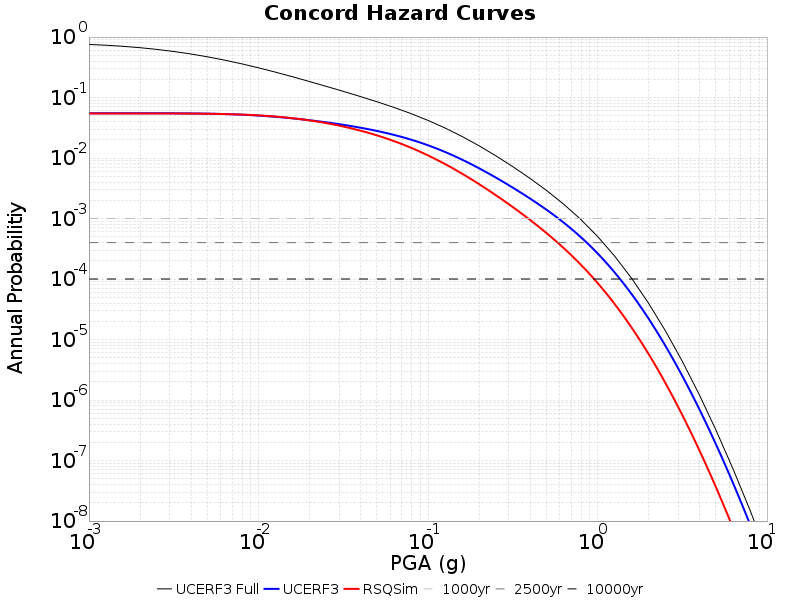 Concord Hazard Curves
10^0
10^-1
10^-2
10^-3
10^-4
10^-5
10^-6
10^-7
10^-8
Annual Probabilitiy
10^-3 10^-2 10^-1 10^0 10^1
PGA (g)
UCERF3 Full UCERF3 RSQSim 1000yr 2500yr 10000yr